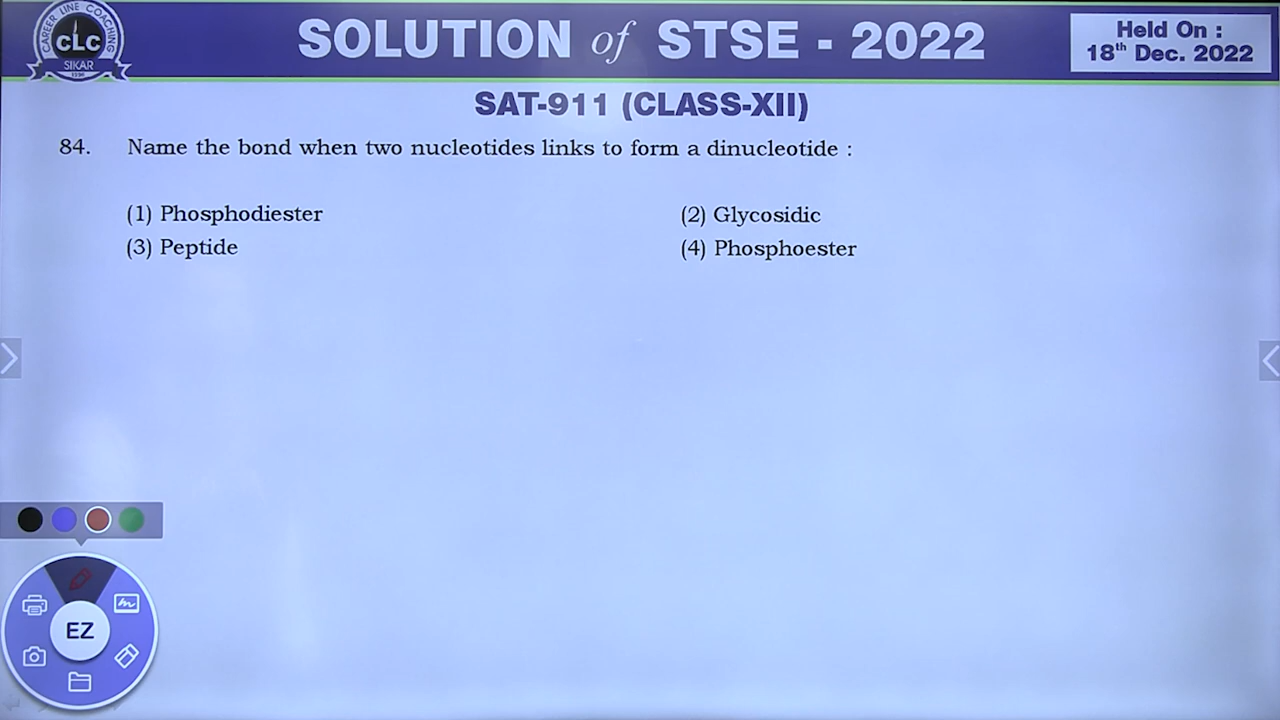 CAREER LINE COACHING
CLC
SIKAR
1996
SOLUTION of STSE - 2022
Held On :
18th Dec. 2022
SAT-911 (CLASS-XII)
84. Name the bond when two nucleotides links to form a dinucleotide :
(1) Phosphodiester (2) Glycosidic
(3) Peptide (4) Phosphoester
EZ